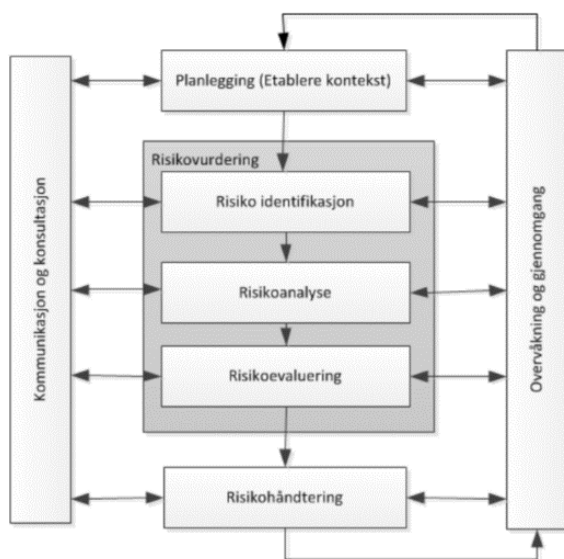 Planlegging (Etablere kontekst)
Kommunikasjon og konsultasjon
Risikovurdering
Risiko identifikasjon
Risikoanalyse
Risikoevaluering
Risikohåndtering
Overvåkning og gjennomgang